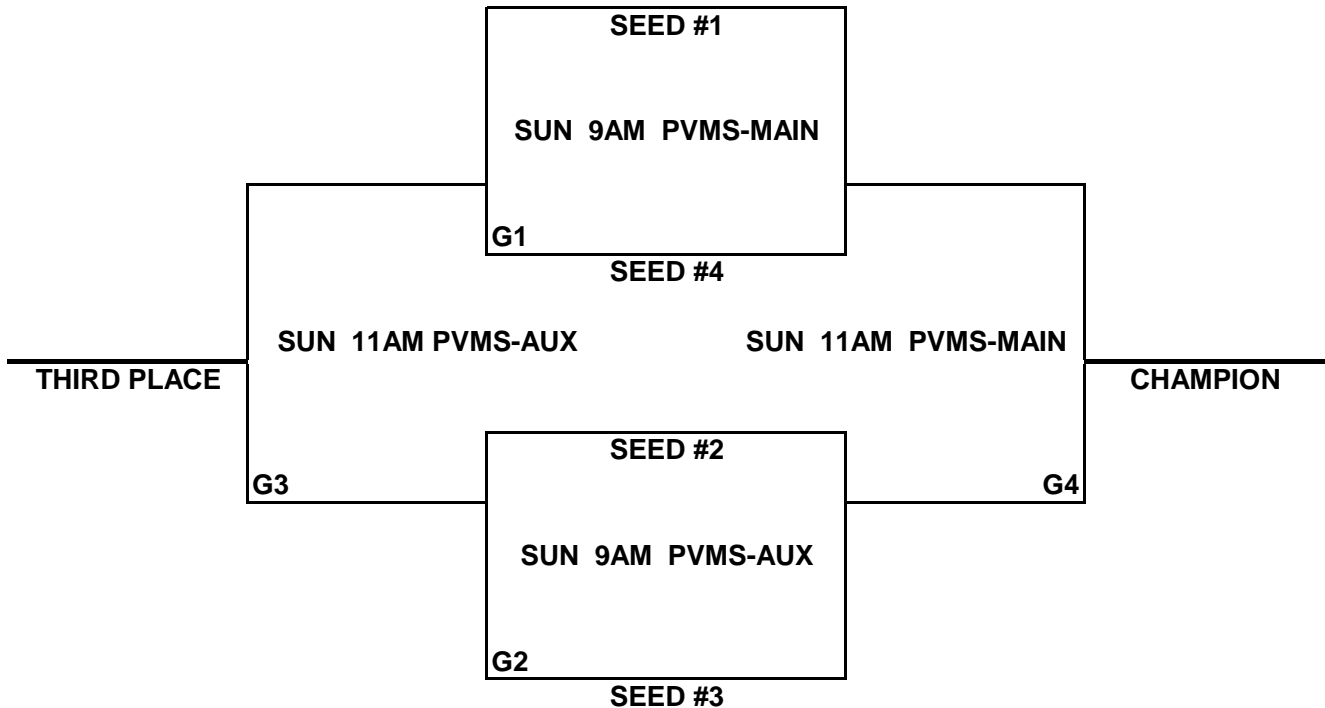 SEED #1
SUN 9AM PVMS-MAIN
G1
SEED #4
SUN 11AM PVMS-AUX
SUN 11AM PVMS-MAIN
THIRD PLACE
CHAMPION
SEED #2
G3
G4
SUN 9AM PVMS-AUX
G2
SEED #3